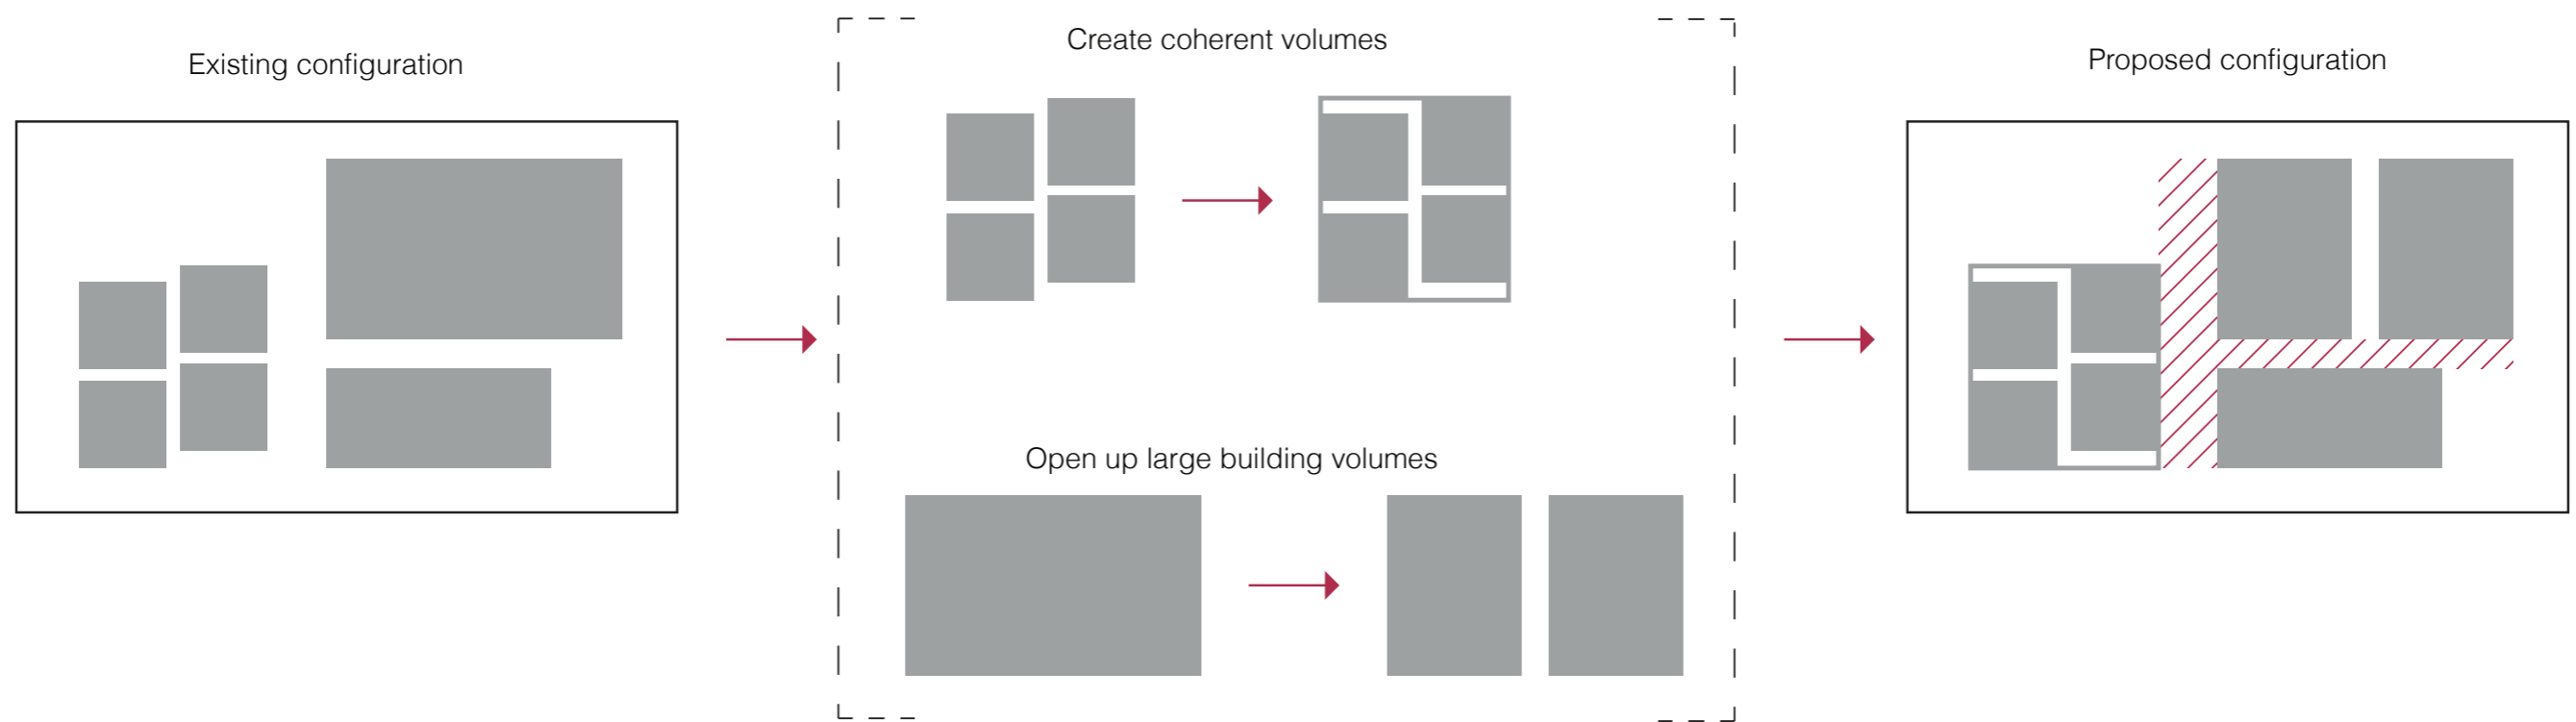 Existing configuration
Create coherent volumes
Open up large building volumes
Proposed configuration